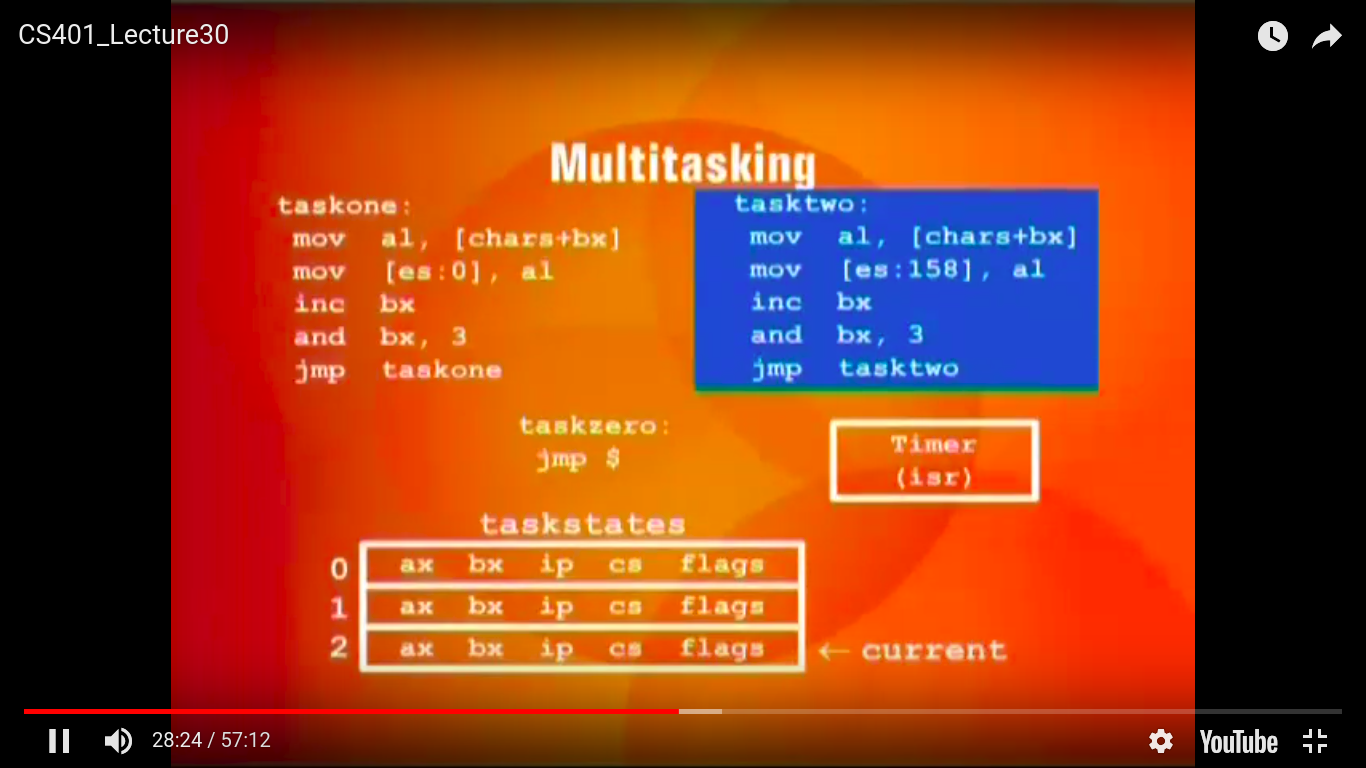 CS401_Lecture30
Multitasking
taskone:
mov al, [chars+bx]
mov [es:0], al
inc bx
and bx, 3
jmp taskone
tasktwo:
mov al, [chars+bx]
mov [es:158], al
inc bx
and bx, 3
jmp tasktwo
taskzero:
jmp $
Timer
(isr)
taskstates
0 ax bx ip cs flags
1 ax bx ip cs flags
2 ax bx ip cs flags ← current
28:24 / 57:12
YouTube